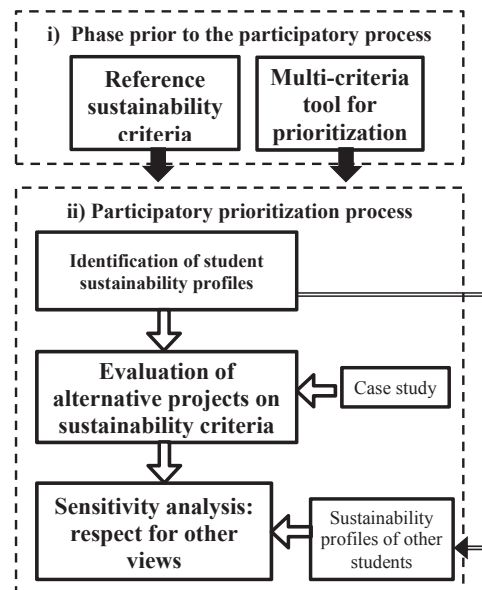 i) Phase prior to the participatory process
Reference
sustainability
criteria
Multi-criteria
tool for
prioritization
ii) Participatory prioritization process
Identification of student
sustainability profiles
Evaluation of
alternative projects on
sustainability criteria
Case study
Sensitivity analysis:
respect for other
views
Sustainability
profiles of other
students